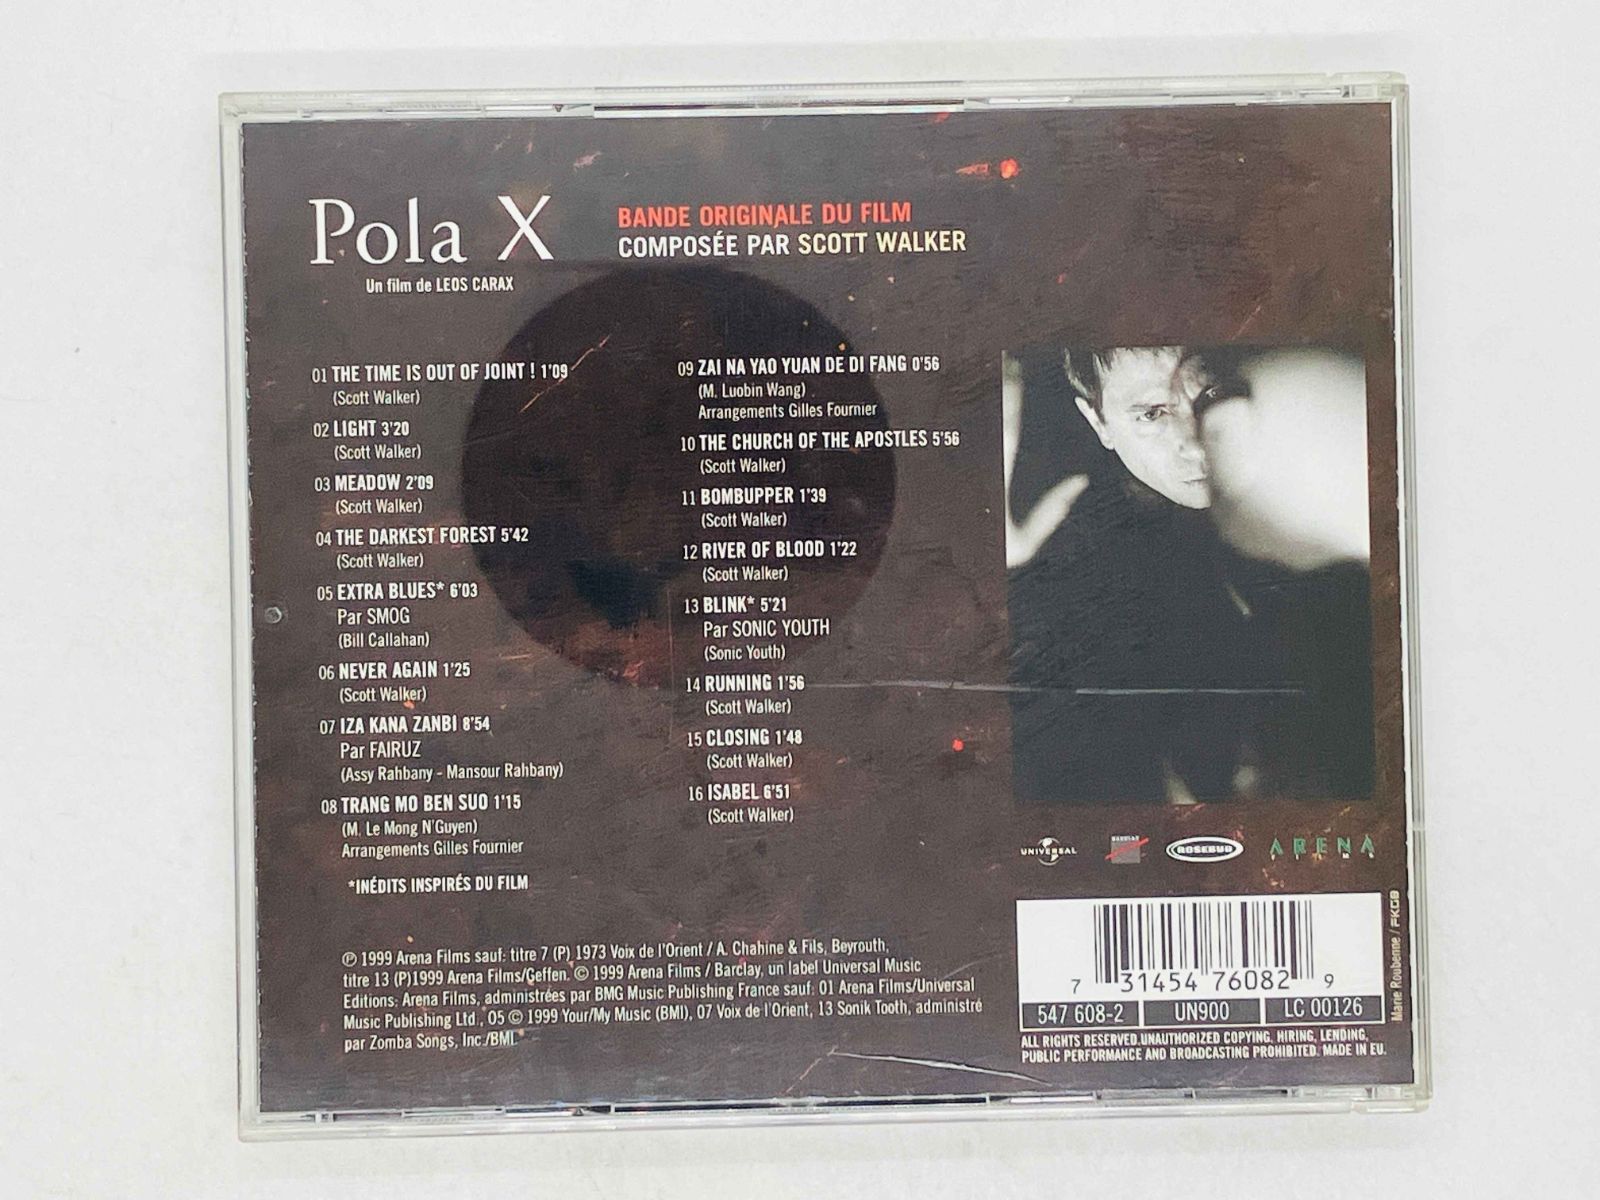 Pola X
Un film de LEOS CARAX
BANDE ORIGINALE DU FILM
COMPOSÉE PAR SCOTT WALKER
01 THE TIME IS OUT OF JOINT ! 1'09
(Scott Walker)
02 LIGHT 3'20
(Scott Walker)
03 MEADOW 2'09
(Scott Walker)
04 THE DARKEST FOREST 5'42
(Scott Walker)
05 EXTRA BLUES* 6'03
Par SMOG
(Bill Callahan)
06 NEVER AGAIN 1'25
(Scott Walker)
07 IZA KANA ZANBI 8'54
Par FAIRUZ
(Assy Rahbany - Mansour Rahbany)
08 TRANG MO BEN SUO 1'15
(M. Le Mong N'Guyen)
Arrangements Gilles Fournier
*INÉDITS INSPIRÉS DU FILM
09 ZAI NA YAO YUAN DE DI FANG 0'56
(M. Luobin Wang)
Arrangements Gilles Fournier
10 THE CHURCH OF THE APOSTLES 5'56
(Scott Walker)
11 BOMBUPPER 1'39
(Scott Walker)
12 RIVER OF BLOOD 1'22
(Scott Walker)
13 BLINK* 5'21
Par SONIC YOUTH
(Sonic Youth)
14 RUNNING 1'56
(Scott Walker)
15 CLOSING 1'48
(Scott Walker)
16 ISABEL 6'51
(Scott Walker)
℗ 1999 Arena Films sauf: titre 7 (P) 1973 Voix de l'Orient / A. Chahine & Fils, Beyrouth,
titre 13 (P)1999 Arena Films/Geffen. © 1999 Arena Films / Barclay, un label Universal Music
Editions: Arena Films, administrées par BMG Music Publishing France sauf: 01 Arena Films/Universal
Music Publishing Ltd., 05 © 1999 Your/My Music (BMI), 07 Voix de l'Orient, 13 Sonik Tooth, administré
par Zomba Songs, Inc./BMI
UNIVERSAL
BARCLAY
ROSEBUD
ARENA
FILMS
7 31454 76082 9
547 608-2 UN900 LC 00126
ALL RIGHTS RESERVED.UNAUTHORIZED COPYING, HIRING, LENDING,
PUBLIC PERFORMANCE AND BROADCASTING PROHIBITED. MADE IN EU.
Marie Roubenne / FKGB